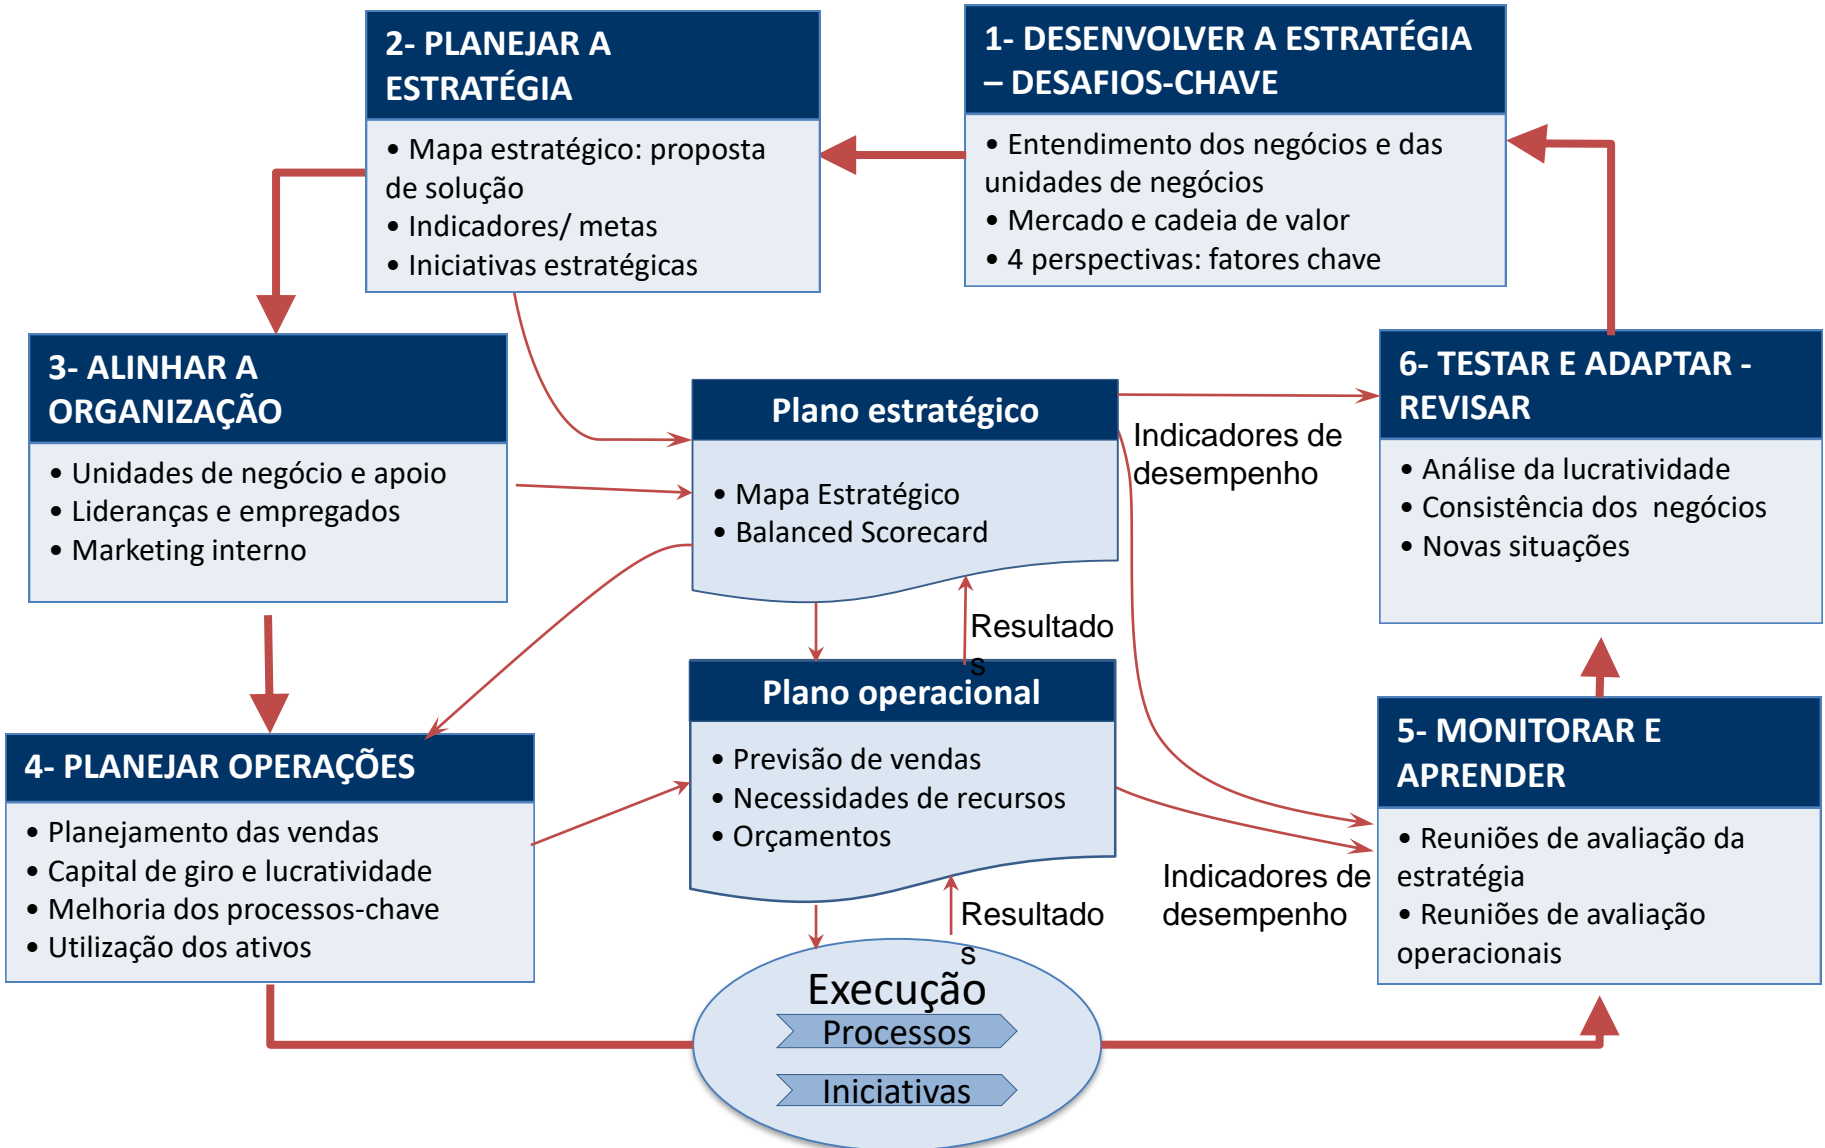 2- PLANEJAR A
ESTRATÉGIA
• Mapa estratégico: proposta
de solução
• Indicadores/ metas
• Iniciativas estratégicas
1- DESENVOLVER A ESTRATÉGIA
– DESAFIOS-CHAVE
• Entendimento dos negócios e das
unidades de negócios
• Mercado e cadeia de valor
• 4 perspectivas: fatores chave
3- ALINHAR A
ORGANIZAÇÃO
• Unidades de negócio e apoio
• Lideranças e empregados
• Marketing interno
Plano estratégico
• Mapa Estratégico
• Balanced Scorecard
Indicadores de
desempenho
6- TESTAR E ADAPTAR -
REVISAR
• Análise da lucratividade
• Consistência dos  negócios
• Novas situações
Resultado
s
Plano operacional
• Previsão de vendas
• Necessidades de recursos
• Orçamentos
4- PLANEJAR OPERAÇÕES
• Planejamento das vendas
• Capital de giro e lucratividade
• Melhoria dos processos-chave
• Utilização dos ativos
5- MONITORAR E
APRENDER
• Reuniões de avaliação da
estratégia
• Reuniões de avaliação
operacionais
Indicadores de
desempenho
Resultado
s
Execução
Processos
Iniciativas